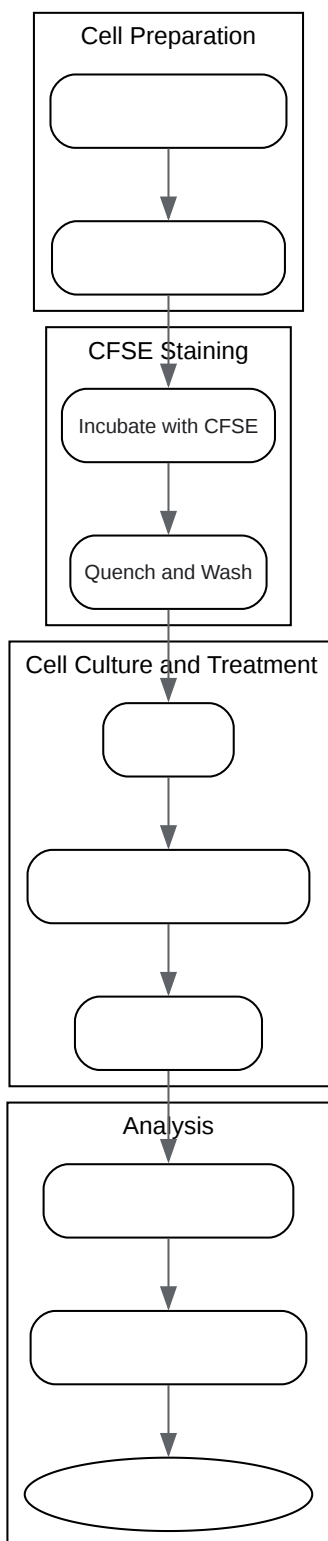 Cell Preparation
CFSE Staining
Incubate with CFSE
Quench and Wash
Cell Culture and Treatment
Analysis